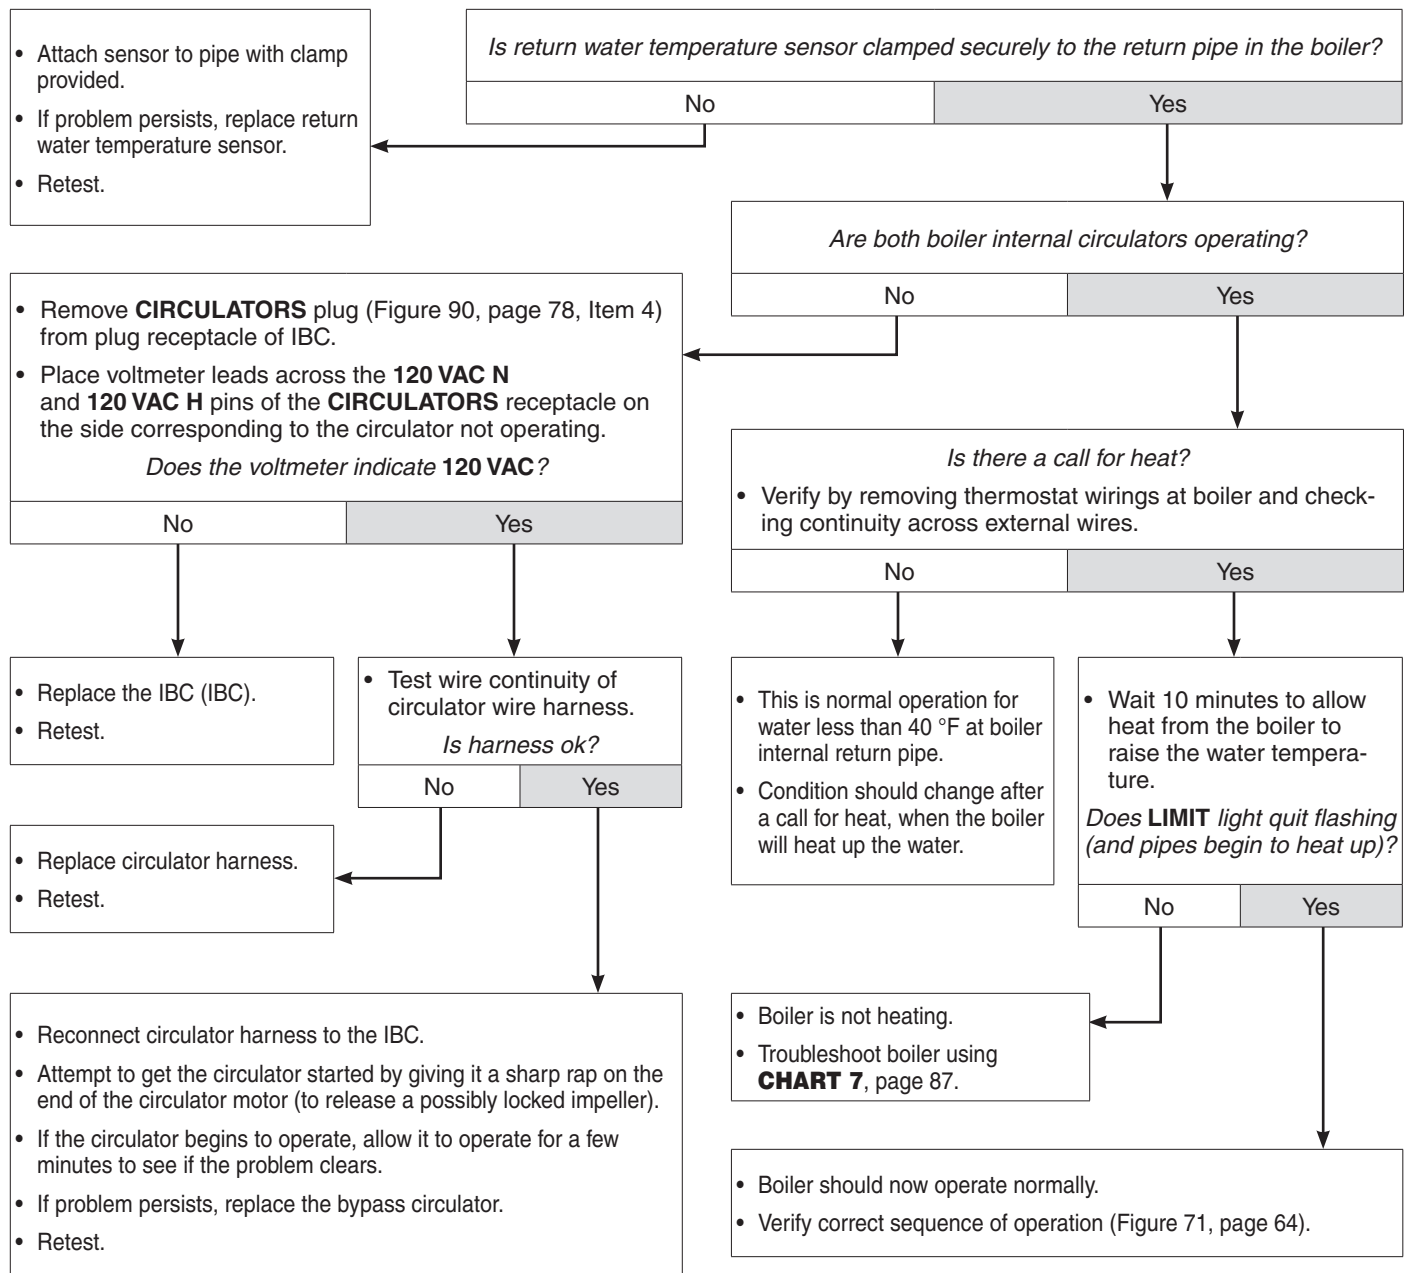 • Attach sensor to pipe with clamp
provided.
• If problem persists, replace return
water temperature sensor.
• Retest.
Is return water temperature sensor clamped securely to the return pipe in the boiler?
No
Yes
Are both boiler internal circulators operating?
No
Yes
• Remove CIRCULATORS plug (Figure 90, page 78, Item 4)
from plug receptacle of IBC.
• Place voltmeter leads across the 120 VAC N
and 120 VAC H pins of the CIRCULATORS receptacle on
the side corresponding to the circulator not operating.
Does the voltmeter indicate 120 VAC?
No
Yes
Is there a call for heat?
• Verify by removing thermostat wirings at boiler and check-
ing continuity across external wires.
No
Yes
• Replace the IBC (IBC).
• Retest.
• Test wire continuity of
circulator wire harness.
Is harness ok?
No
Yes
• This is normal operation for
water less than 40 °F at boiler
internal return pipe.
• Condition should change after
a call for heat, when the boiler
will heat up the water.
• Wait 10 minutes to allow
heat from the boiler to
raise the water tempera-
ture.
Does LIMIT light quit flashing
(and pipes begin to heat up)?
No
Yes
• Replace circulator harness.
• Retest.
• Reconnect circulator harness to the IBC.
• Attempt to get the circulator started by giving it a sharp rap on the
end of the circulator motor (to release a possibly locked impeller).
• If the circulator begins to operate, allow it to operate for a few
minutes to see if the problem clears.
• If problem persists, replace the bypass circulator.
• Retest.
• Boiler is not heating.
• Troubleshoot boiler using
CHART 7, page 87.
• Boiler should now operate normally.
• Verify correct sequence of operation (Figure 71, page 64).